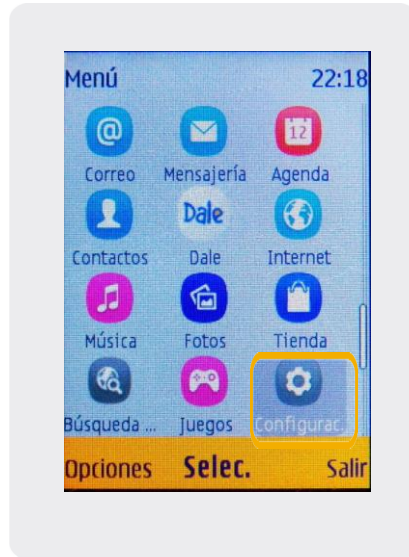 Menú 22:18
@
12
Correo Mensajería Agenda
Dale
Contactos Dale Internet
Música Fotos Tienda
Búsqueda ... Juegos Configurac.
Opciones Selec. Salir